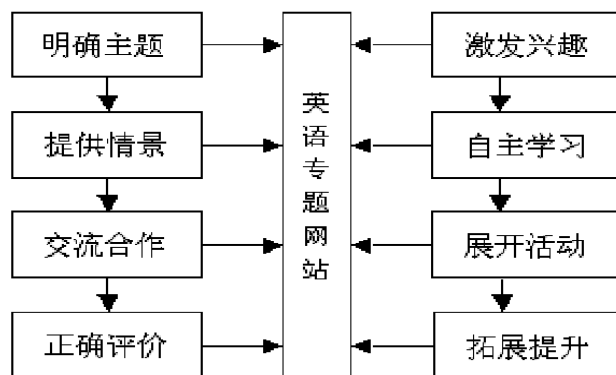 明确主题
提供情景
交流合作
正确评价
英语专题网站
激发兴趣
自主学习
展开活动
拓展提升